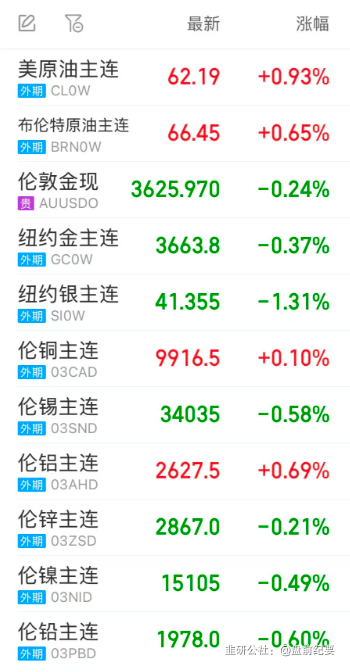 最新 涨幅
美原油主连 62.19 +0.93%
外期 CL0W
布伦特原油主连 66.45 +0.65%
外期 BRN0W
伦敦金现 3625.970 -0.24%
贵 AUUSDO
纽约金主连 3663.8 -0.37%
外期 GC0W
纽约银主连 41.355 -1.31%
外期 SI0W
伦铜主连 9916.5 +0.10%
外期 03CAD
伦锡主连 34035 -0.58%
外期 03SND
伦铝主连 2627.5 +0.69%
外期 03AHD
伦锌主连 2867.0 -0.21%
外期 03ZSD
伦镍主连 15105 -0.49%
外期 03NID
伦铅主连 1978.0 -0.60%
外期 03PBD
韭研公社：@盘前纪要